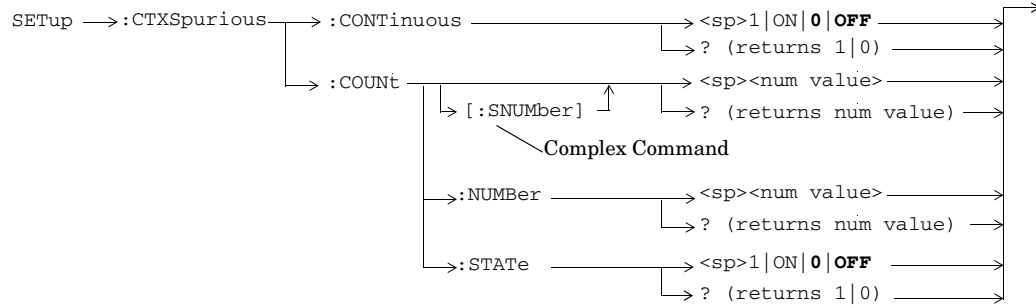 SETup :CTXSpurious :CONTinuous <sp>1|ON|0|OFF
? (returns 1|0)
:COUNt <sp><num value>
[:SNUMber] ? (returns num value)
Complex Command
:NUMBer <sp><num value>
? (returns num value)
:STATe <sp>1|ON|0|OFF
? (returns 1|0)